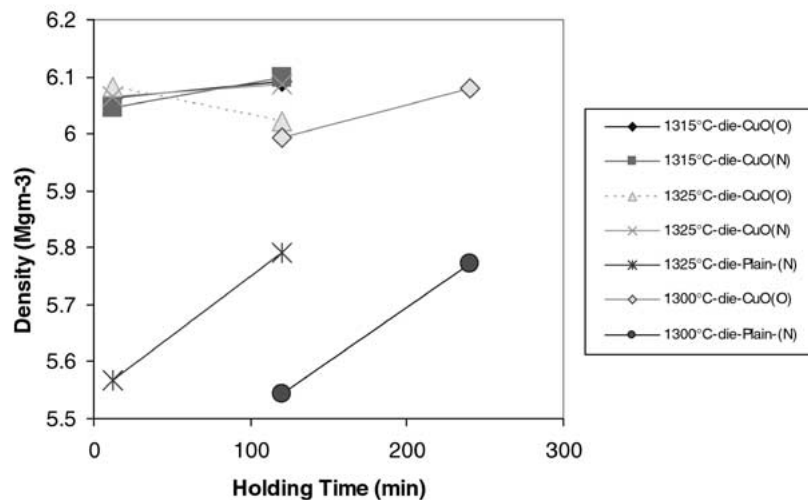 6.2
6.1
6
5.9
5.8
5.7
5.6
5.5
Density (Mgm-3)
0
100
200
300
Holding Time (min)
1315°C-die-CuO(O)
1315°C-die-CuO(N)
1325°C-die-CuO(O)
1325°C-die-CuO(N)
1325°C-die-Plain-(N)
1300°C-die-CuO(O)
1300°C-die-Plain-(N)